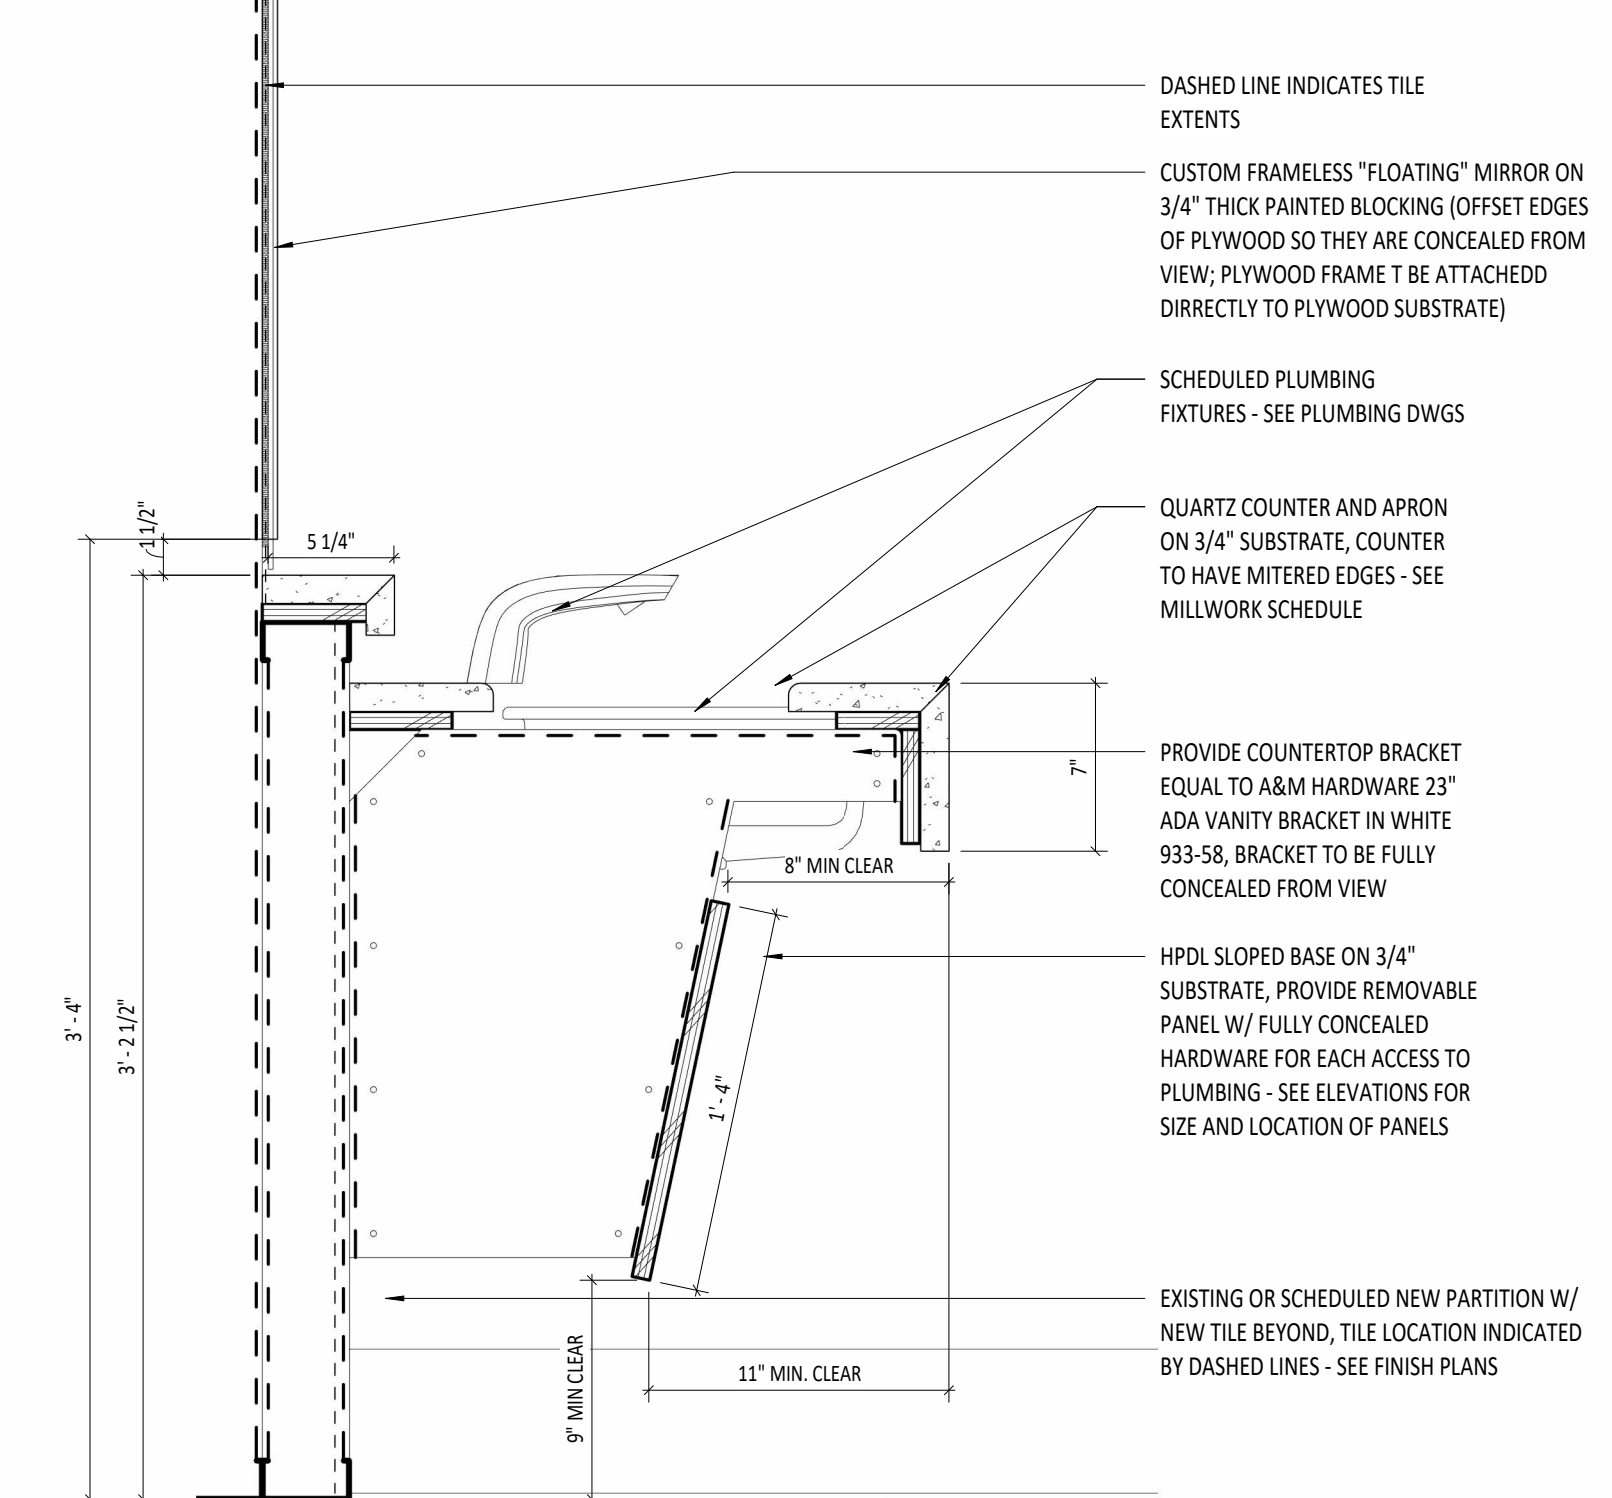 DASHED LINE INDICATES TILE
EXTENTS
CUSTOM FRAMELESS "FLOATING" MIRROR ON
3/4" THICK PAINTED BLOCKING (OFFSET EDGES
OF PLYWOOD SO THEY ARE CONCEALED FROM
VIEW; PLYWOOD FRAME T BE ATTACHEDD
DIRRECTLY TO PLYWOOD SUBSTRATE)
SCHEDULED PLUMBING
FIXTURES - SEE PLUMBING DWGS
QUARTZ COUNTER AND APRON
ON 3/4" SUBSTRATE, COUNTER
TO HAVE MITERED EDGES - SEE
MILLWORK SCHEDULE
1 1/2"
5 1/4"
7"
PROVIDE COUNTERTOP BRACKET
EQUAL TO A&M HARDWARE 23"
ADA VANITY BRACKET IN WHITE
933-58, BRACKET TO BE FULLY
CONCEALED FROM VIEW
8" MIN CLEAR
HPDL SLOPED BASE ON 3/4"
SUBSTRATE, PROVIDE REMOVABLE
PANEL W/ FULLY CONCEALED
HARDWARE FOR EACH ACCESS TO
PLUMBING - SEE ELEVATIONS FOR
SIZE AND LOCATION OF PANELS
3' - 4"
3' - 2 1/2"
1' - 4"
EXISTING OR SCHEDULED NEW PARTITION W/
NEW TILE BEYOND, TILE LOCATION INDICATED
BY DASHED LINES - SEE FINISH PLANS
9" MIN CLEAR
11" MIN. CLEAR